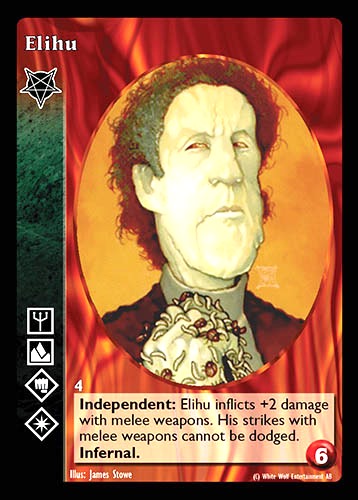 Elihu
4
Independent: Elihu inflicts +2 damage
with melee weapons. His strikes with
melee weapons cannot be dodged.
Infernal.
6
Illus: James Stowe
(C) White Wolf Entertainment AB